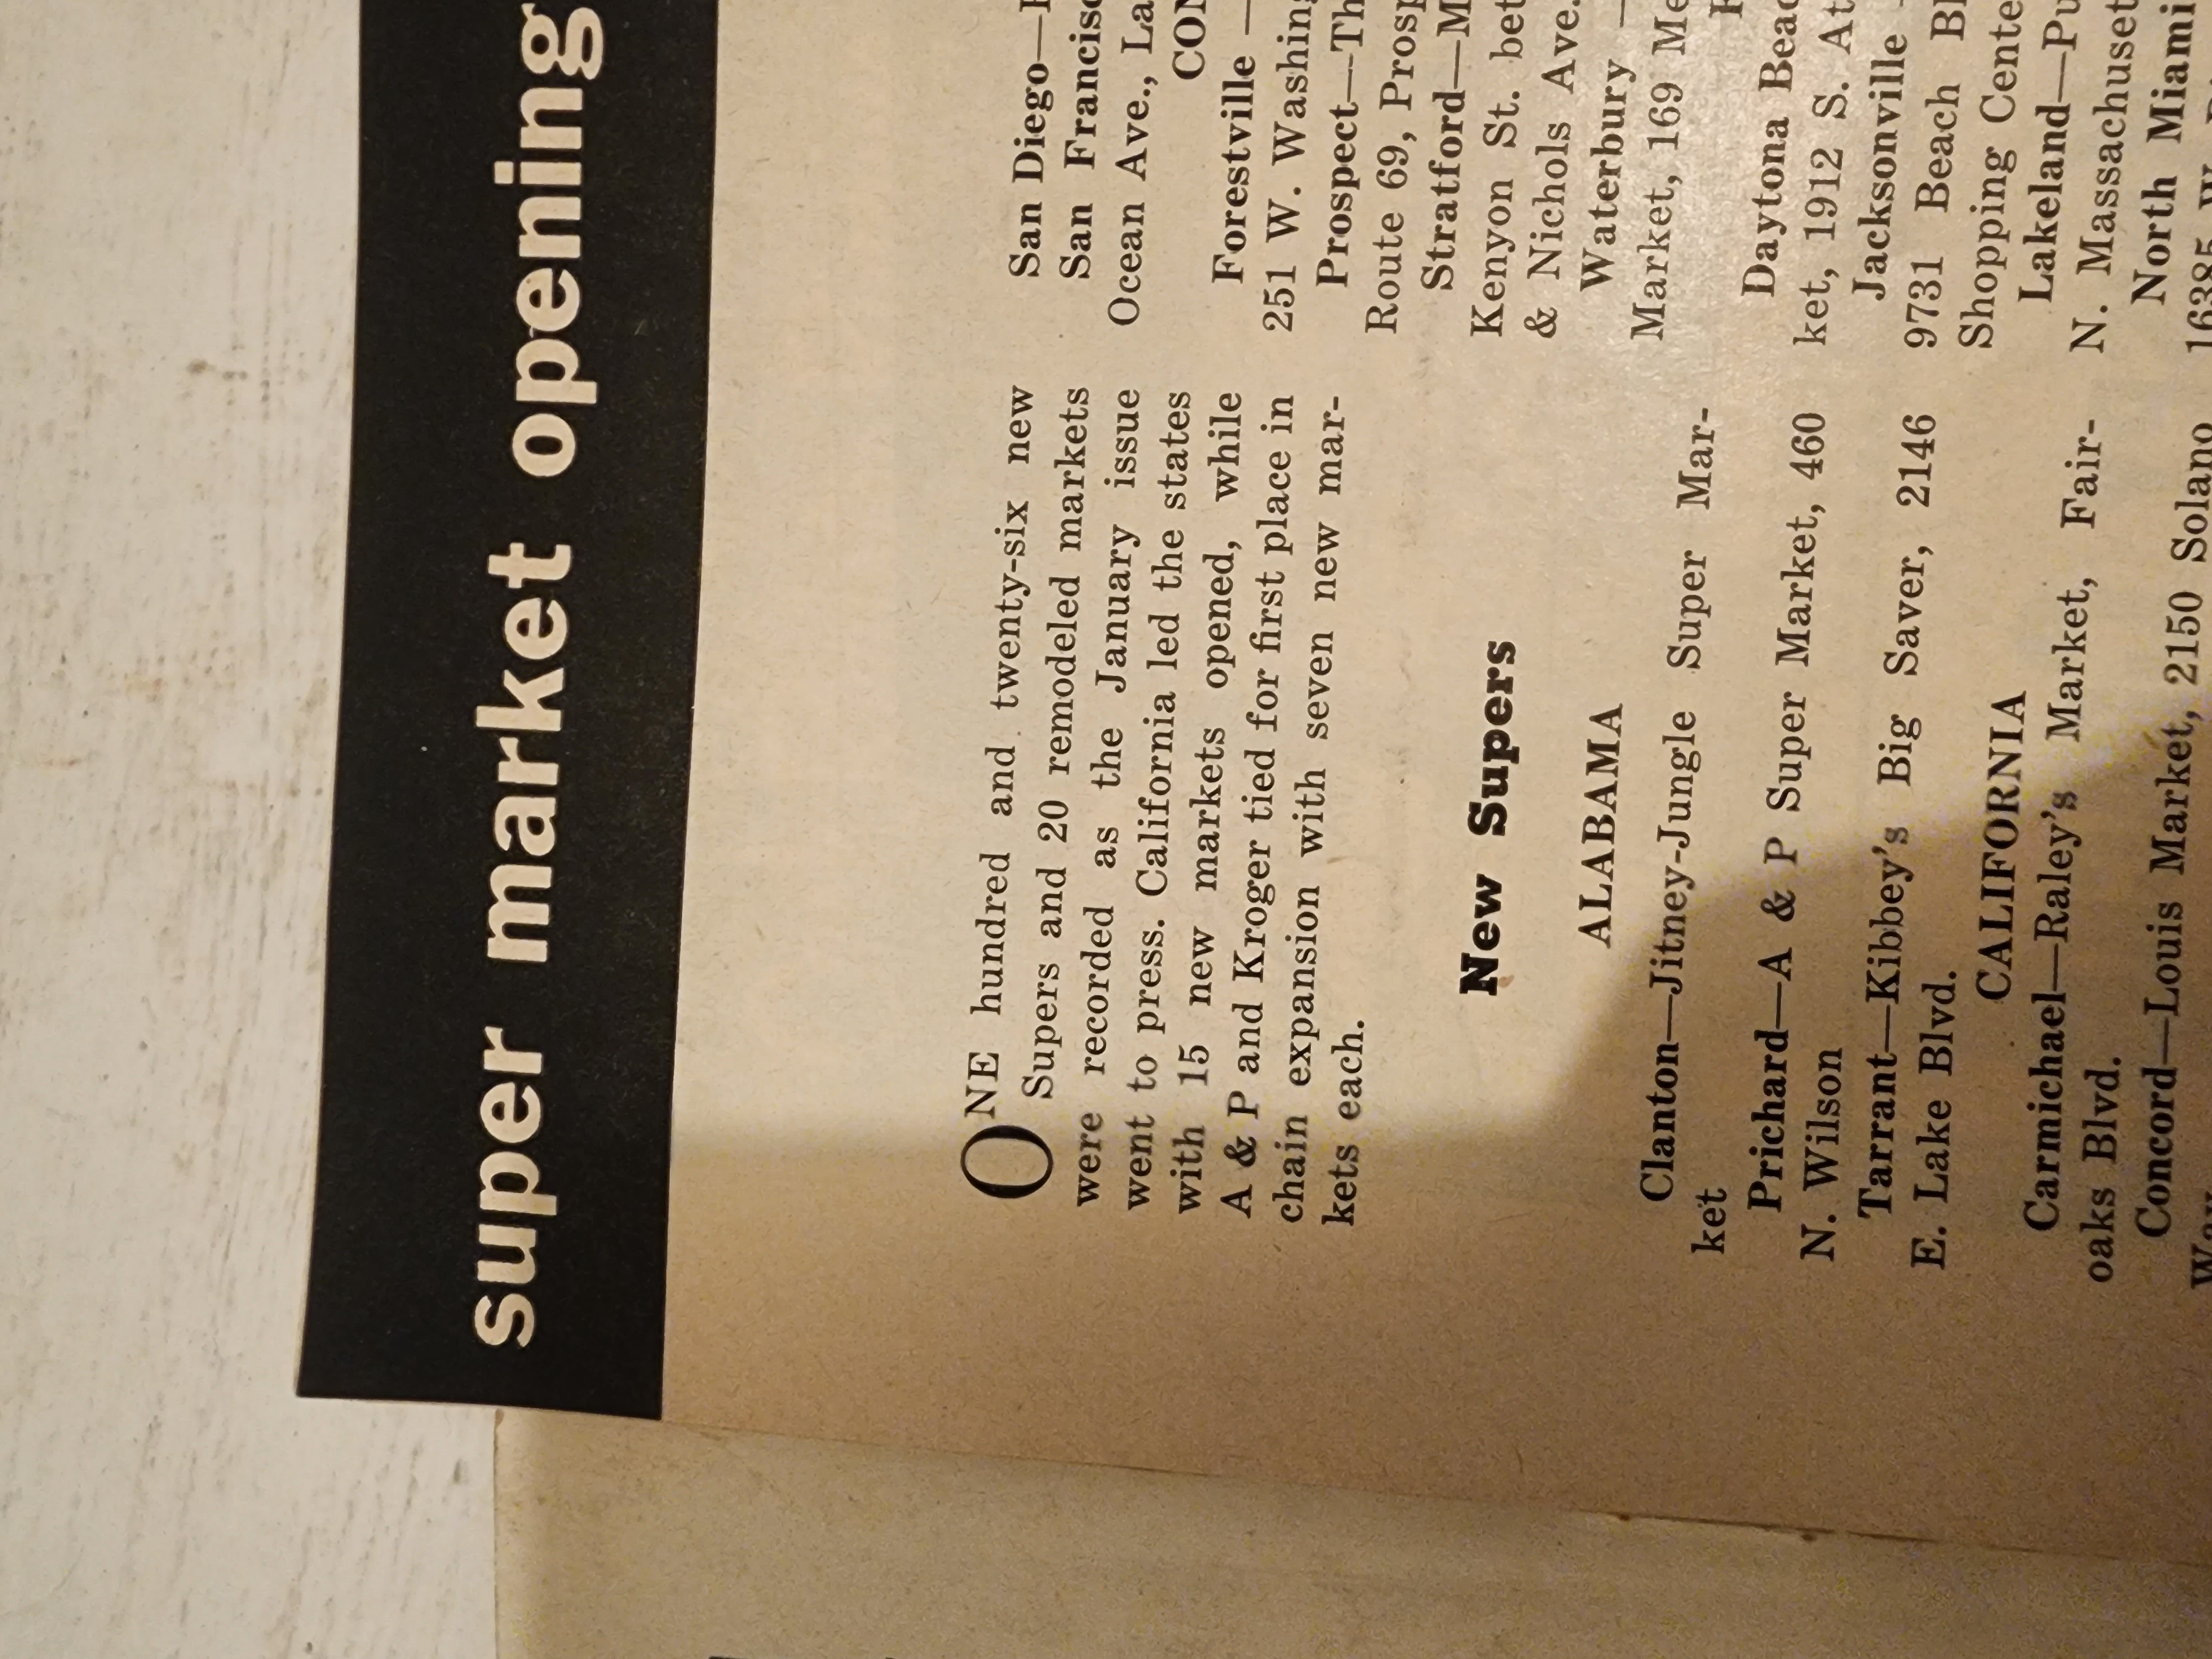 super market opening
ONE hundred and twenty-six new
Supers and 20 remodeled markets
were recorded as the January issue
went to press. California led the states
with 15 new markets opened, while
A & P and Kroger tied for first place in
chain expansion with seven new mar-
kets each.
New Supers
ALABAMA
Clanton—Jitney-Jungle Super Mar-
ket
Prichard—A & P Super Market, 460
N. Wilson
Tarrant—Kibbey's Big Saver, 2146
E. Lake Blvd.
CALIFORNIA
Carmichael—Raley's Market, Fair-
oaks Blvd.
Concord—Louis Market, 2150 Solano
San Diego—
San Francisc
Ocean Ave., La
CON
Forestville —
251 W. Washing
Prospect—Th
Route 69, Prosp
Stratford—M
Kenyon St. bet
& Nichols Ave.
Waterbury —
Market, 169 Me
Daytona Beac
ket, 1912 S. At
Jacksonville
9731 Beach Bl
Shopping Cente
Lakeland—Pu
N. Massachuset
North Miami
16385 W.